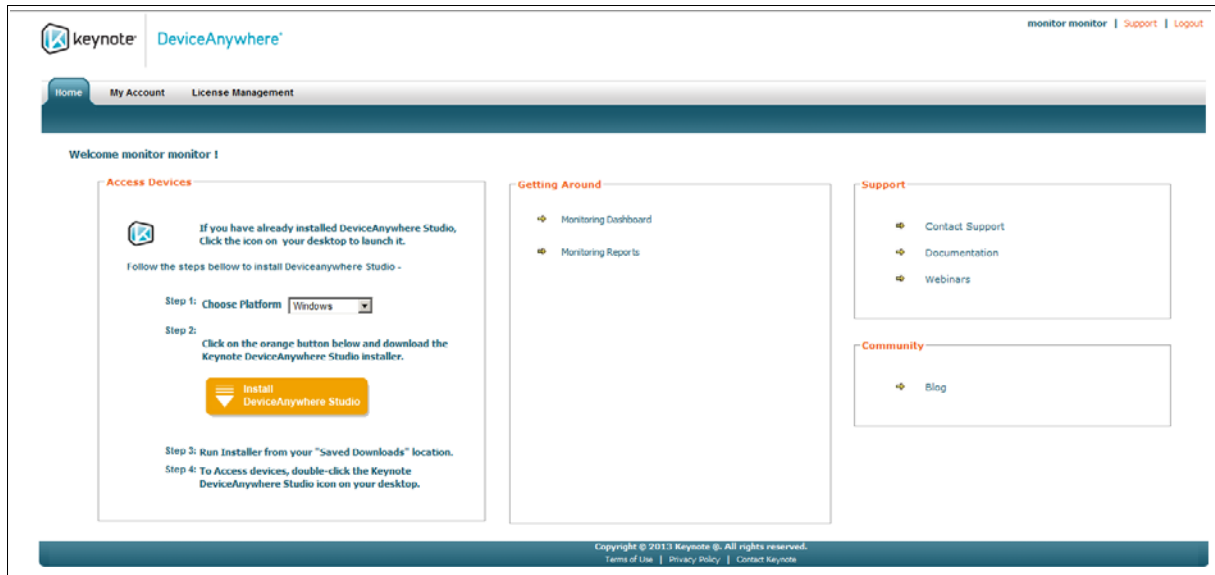 monitor monitor | Support | Logout
keynote DeviceAnywhere
Home My Account License Management
Welcome monitor monitor !
Access Devices
If you have already installed DeviceAnywhere Studio,
Click the icon on your desktop to launch it.
Follow the steps bellow to install Deviceanywhere Studio -
Step 1: Choose Platform Windows
Step 2:
Click on the orange button below and download the
Keynote DeviceAnywhere Studio installer.
Install
DeviceAnywhere Studio
Step 3: Run Installer from your "Saved Downloads" location.
Step 4: To Access devices, double-click the Keynote
DeviceAnywhere Studio icon on your desktop.
Getting Around
Monitoring Dashboard
Monitoring Reports
Support
Contact Support
Documentation
Webinars
Community
Blog
Copyright © 2013 Keynote ®. All rights reserved.
Terms of Use | Privacy Policy | Contact Keynote